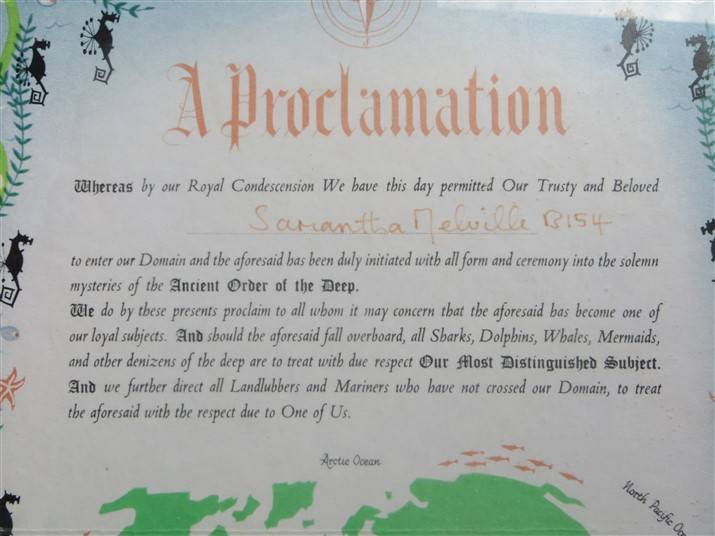 A Proclamation
Whereas by our Royal Condescension We have this day permitted Our Trusty and Beloved
Samantha Melville B154
to enter our Domain and the aforesaid has been duly initiated with all form and ceremony into the solemn
mysteries of the Ancient Order of the Deep.
We do by these presents proclaim to all whom it may concern that the aforesaid has become one of
our loyal subjects. And should the aforesaid fall overboard, all Sharks, Dolphins, Whales, Mermaids,
and other denizens of the deep are to treat with due respect Our Most Distinguished Subject.
And we further direct all Landlubbers and Mariners who have not crossed our Domain, to treat
the aforesaid with the respect due to One of Us.
Arctic Ocean
North Pacific